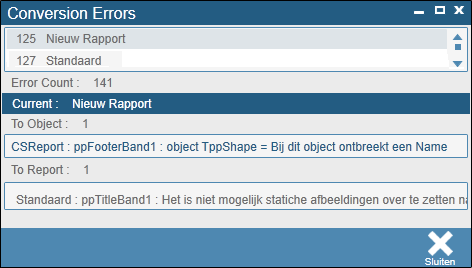 Conversion Errors
125 Nieuw Rapport
127 Standaard
Error Count : 141
Current : Nieuw Rapport
To Object : 1
CSReport : ppFooterBand1 : object TppShape = Bij dit object ontbreekt een Name
To Report : 1
Standaard : ppTitleBand1 : Het is niet mogelijk statiche afbeeldingen over te zetten na
Sluiten